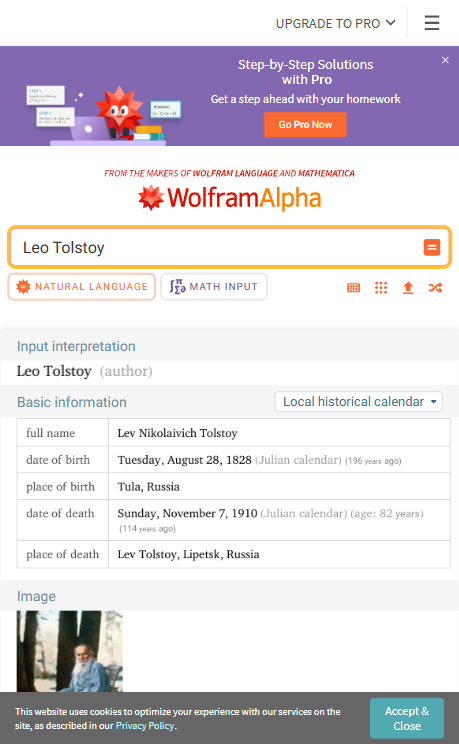 UPGRADE TO PRO
Step-by-Step Solutions
with Pro
Get a step ahead with your homework
Go Pro Now
FROM THE MAKERS OF WOLFRAM LANGUAGE AND MATHEMATICA
WolframAlpha
Leo Tolstoy
NATURAL LANGUAGE
MATH INPUT
Input interpretation
Leo Tolstoy (author)
Basic information
Local historical calendar
full name Lev Nikolaivich Tolstoy
date of birth Tuesday, August 28, 1828 (Julian calendar) (196 years ago)
place of birth Tula, Russia
date of death Sunday, November 7, 1910 (Julian calendar) (age: 82 years)
(114 years ago)
place of death Lev Tolstoy, Lipetsk, Russia
Image
This website uses cookies to optimize your experience with our services on the
site, as described in our Privacy Policy.
Accept &
Close